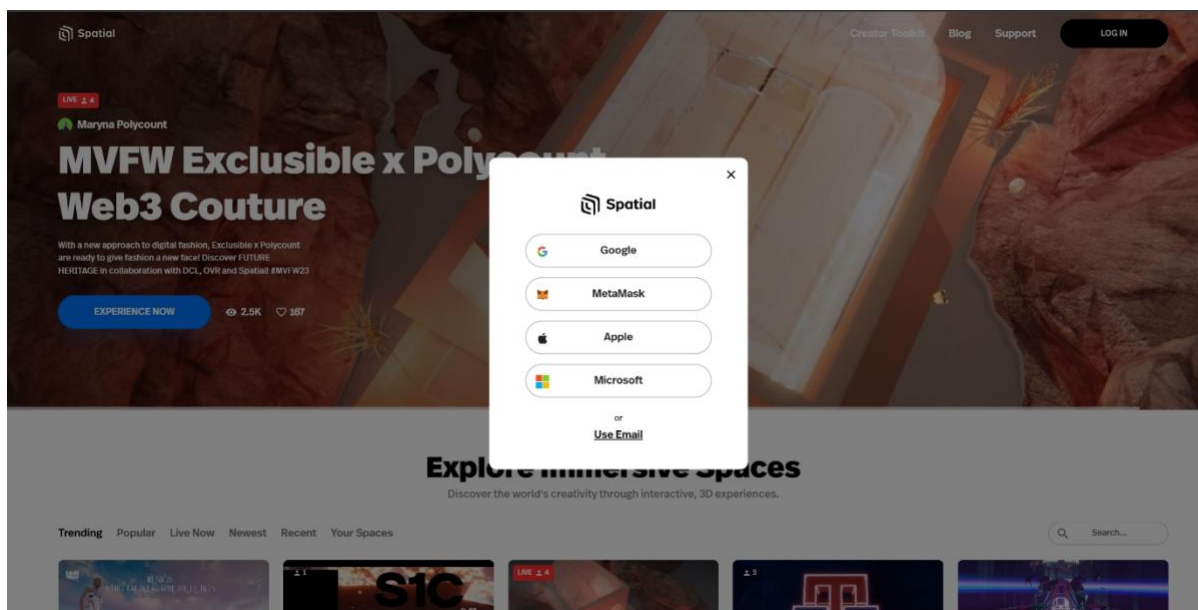 Spatial
Creator Toolkit Blog Support LOG IN
LIVE 4
Maryna Polycount
MVFW Exclusible x Polycount
Web3 Couture
With a new approach to digital fashion, Exclusible x Polycount
are ready to give fashion a new face! Discover FUTURE
HERITAGE in collaboration with DCL, OVR and Spatial! #MVFW23
EXPERIENCE NOW 2.5K 167
Spatial
Google
MetaMask
Apple
Microsoft
or
Use Email
Explore Immersive Spaces
Discover the world's creativity through interactive, 3D experiences.
Trending Popular Live Now Newest Recent Your Spaces Search...
1 S1C LIVE 4 3